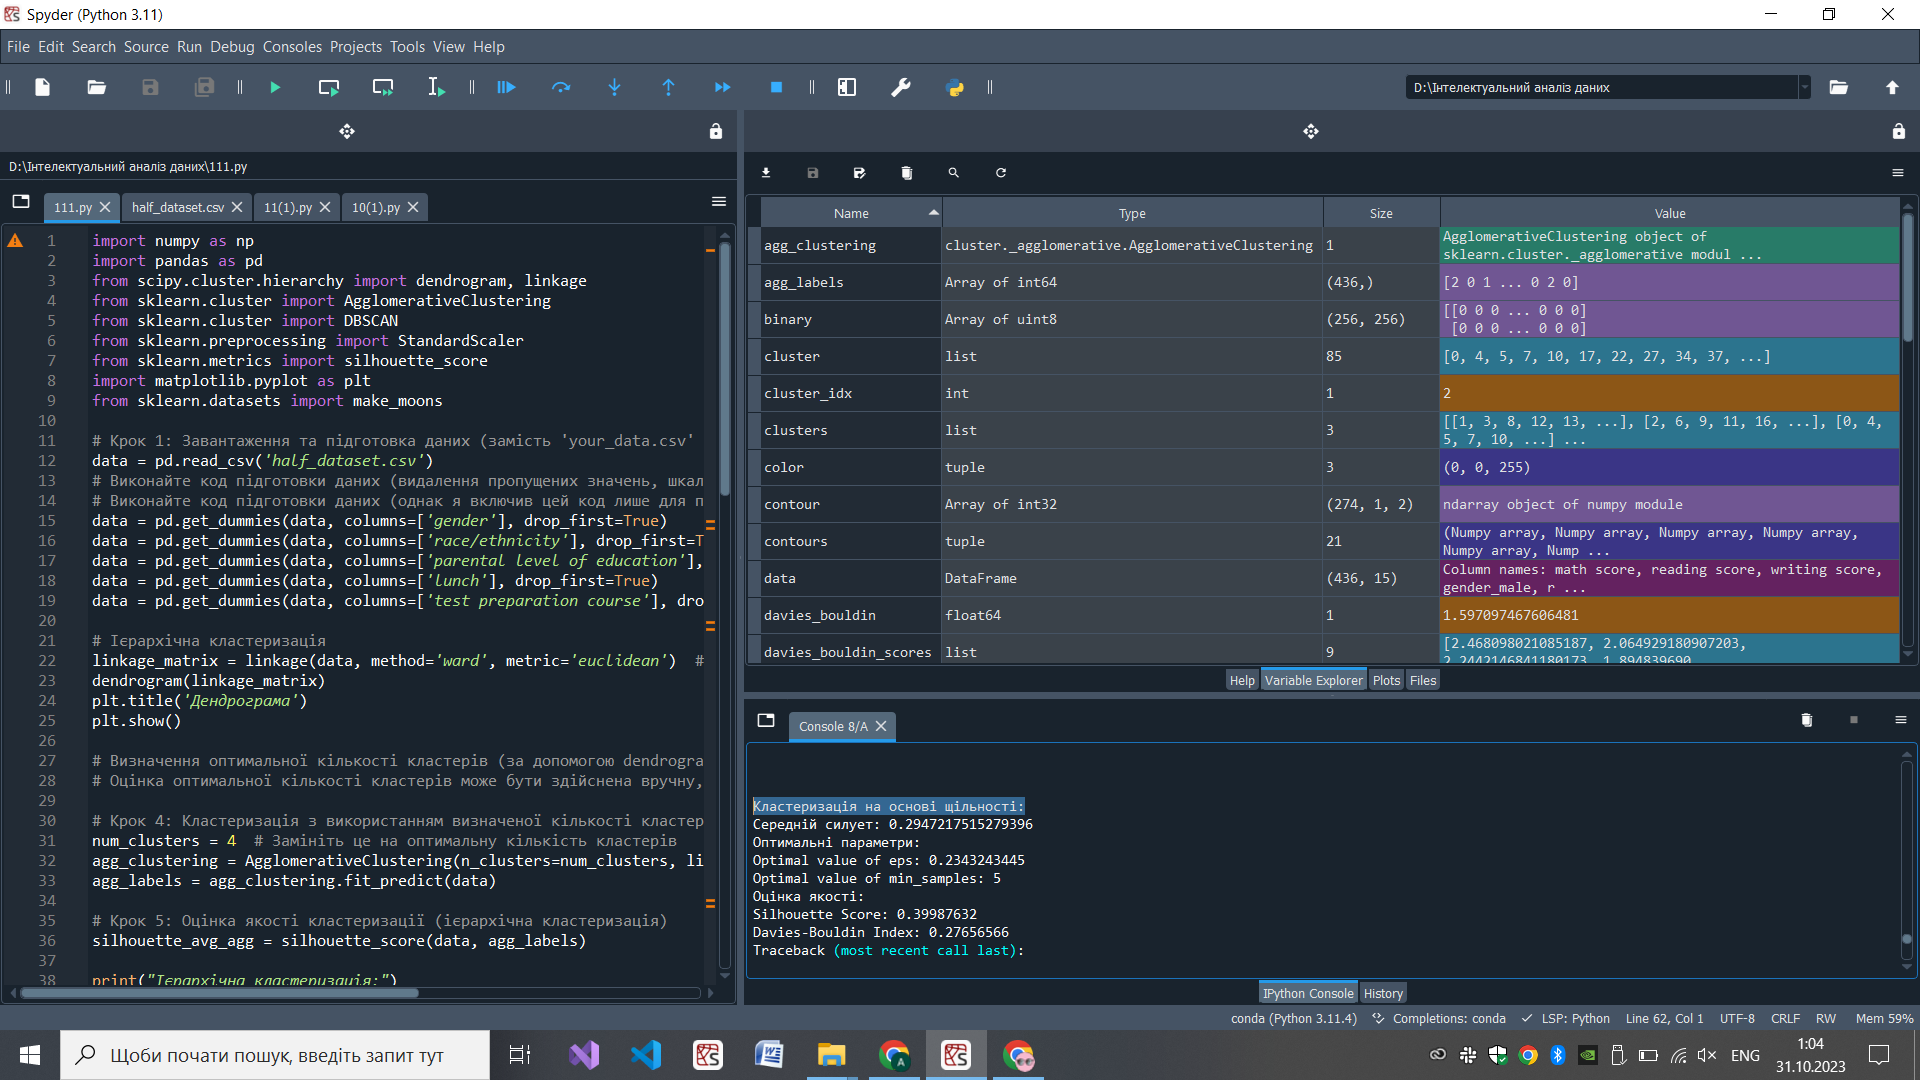 Spyder (Python 3.11)
File Edit Search Source Run Debug Consoles Projects Tools View Help
D:\Інтелектуальний аналіз даних
D:\Інтелектуальний аналіз даних\111.py
111.py half_dataset.csv 11(1).py 10(1).py
1 import numpy as np
2 import pandas as pd
3 from scipy.cluster.hierarchy import dendrogram, linkage
4 from sklearn.cluster import AgglomerativeClustering
5 from sklearn.cluster import DBSCAN
6 from sklearn.preprocessing import StandardScaler
7 from sklearn.metrics import silhouette_score
8 import matplotlib.pyplot as plt
9 from sklearn.datasets import make_moons
10
11 # Крок 1: Завантаження та підготовка даних (замість 'your_data.csv'
12 data = pd.read_csv('half_dataset.csv')
13 # Виконайте код підготовки даних (видалення пропущених значень, шкал
14 # Виконайте код підготовки даних (однак я включив цей код лише для п
15 data = pd.get_dummies(data, columns=['gender'], drop_first=True)
16 data = pd.get_dummies(data, columns=['race/ethnicity'], drop_first=T
17 data = pd.get_dummies(data, columns=['parental level of education'],
18 data = pd.get_dummies(data, columns=['lunch'], drop_first=True)
19 data = pd.get_dummies(data, columns=['test preparation course'], dro
20
21 # Ієрархічна кластеризація
22 linkage_matrix = linkage(data, method='ward', metric='euclidean')  #
23 dendrogram(linkage_matrix)
24 plt.title('Дендрограма')
25 plt.show()
26
27 # Визначення оптимальної кількості кластерів (за допомогою dendrogra
28 # Оцінка оптимальної кількості кластерів може бути здійснена вручну,
29
30 # Крок 4: Кластеризація з використанням визначеної кількості кластер
31 num_clusters = 4  # Замініть це на оптимальну кількість кластерів
32 agg_clustering = AgglomerativeClustering(n_clusters=num_clusters, li
33 agg_labels = agg_clustering.fit_predict(data)
34
35 # Крок 5: Оцінка якості кластеризації (ієрархічна кластеризація)
36 silhouette_avg_agg = silhouette_score(data, agg_labels)
37
38 print("Ієрархічна кластеризація:")
Name Type Size Value
agg_clustering cluster._agglomerative.AgglomerativeClustering 1 AgglomerativeClustering object of
sklearn.cluster._agglomerative modul ...
agg_labels Array of int64 (436,) [2 0 1 ... 0 2 0]
binary Array of uint8 (256, 256) [[0 0 0 ... 0 0 0]
[0 0 0 ... 0 0 0]
cluster list 85 [0, 4, 5, 7, 10, 17, 22, 27, 34, 37, ...]
cluster_idx int 1 2
clusters list 3 [[1, 3, 8, 12, 13, ...], [2, 6, 9, 11, 16, ...], [0, 4,
5, 7, 10, ...] ...
color tuple 3 (0, 0, 255)
contour Array of int32 (274, 1, 2) ndarray object of numpy module
contours tuple 21 (Numpy array, Numpy array, Numpy array, Numpy array,
Numpy array, Nump ...
data DataFrame (436, 15) Column names: math score, reading score, writing score,
gender_male, r ...
davies_bouldin float64 1 1.597097467606481
davies_bouldin_scores list 9 [2.468098021085187, 2.064929180907203,
2.2442146841180173, 1.894839690
Help Variable Explorer Plots Files
Console 8/A
Кластеризація на основі щільності:
Середній силует: 0.2947217515279396
Оптимальні параметри:
Optimal value of eps: 0.2343243445
Optimal value of min_samples: 5
Оцінка якості:
Silhouette Score: 0.39987632
Davies-Bouldin Index: 0.27656566
Traceback (most recent call last):
IPython Console History
conda (Python 3.11.4) Completions: conda LSP: Python Line 62, Col 1 UTF-8 CRLF RW Mem 59%
Щоби почати пошук, введіть запит тут
ENG
1:04
31.10.2023